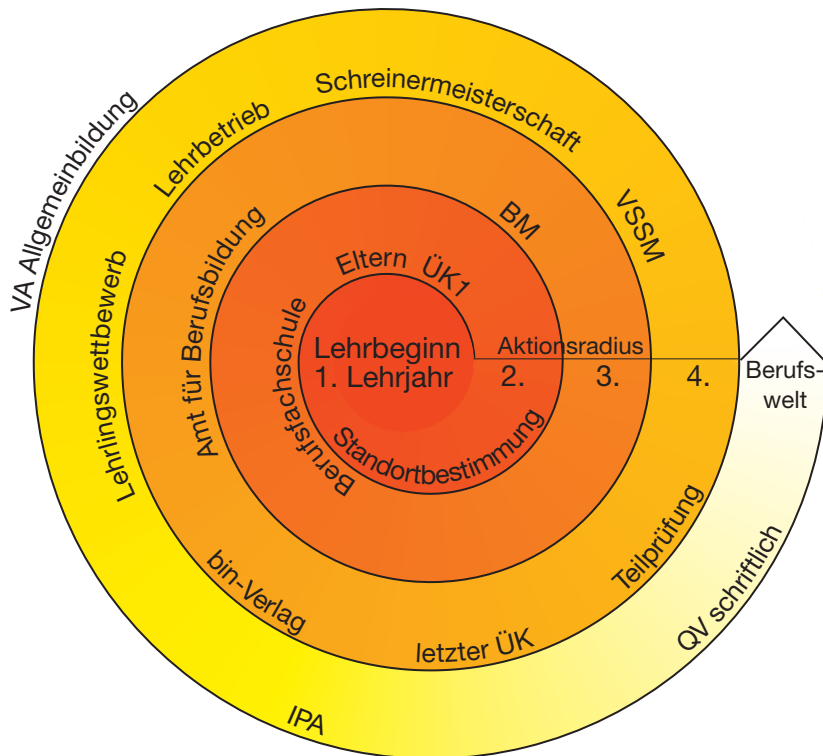 Schreinermeisterschaft
Lehrbetrieb
VA Allgemeinbildung
VSSM
BM
Amt für Berufsbildung
Eltern
ÜK1
Berufsfachschule
Lehrlingswettbewerb
Lehrbeginn
1. Lehrjahr
Aktionsradius
2.
3.
4.
Berufs-
welt
Standortbestimmung
Teilprüfung
bin-Verlag
letzter ÜK
QV schriftlich
IPA